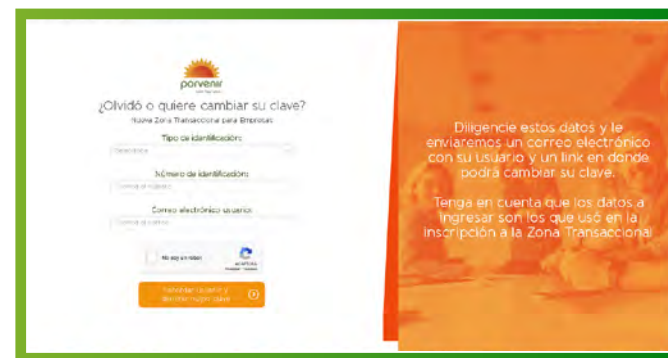 porvenir
¿Olvidó o quiere cambiar su clave?
Nueva Zona Transaccional para Empresas
Tipo de identificación:
Número de identificación:
Correo electrónico usuario:
No soy un robot
reCAPTCHA
Recordar usuario y
Diligencie estos datos y le
enviaremos un correo electrónico
con su usuario y un link en donde
podrá cambiar su clave.
Tenga en cuenta que los datos a
ingresar son los que usó en la
inscripción a la Zona Transaccional